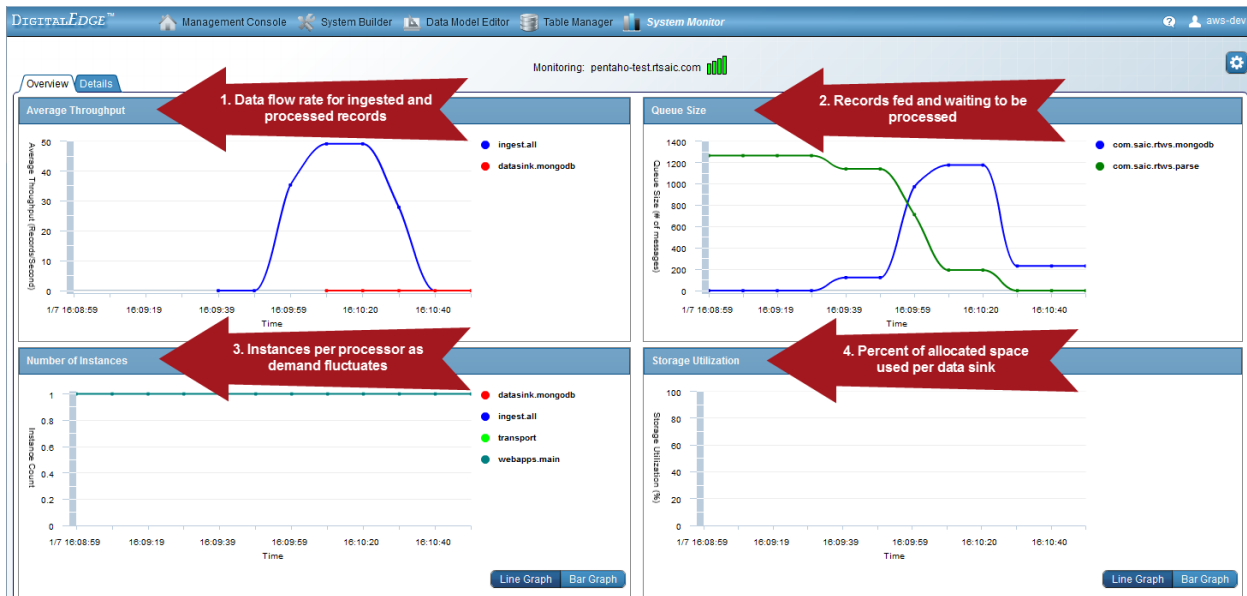 DIGITALEDGE™ Management Console System Builder Data Model Editor Table Manager System Monitor aws-dev
Monitoring: pentaho-test.rtsaic.com
Overview Details
Average Throughput
1. Data flow rate for ingested and
processed records
Average Throughput (Records/Second)
50
40
30
20
10
0
1/7 16:08:59 16:09:19 16:09:39 16:09:59 16:10:20 16:10:40
Time
ingest.all
datasink.mongodb
Queue Size
2. Records fed and waiting to be
processed
Queue Size (# of messages)
1400
1200
1000
800
600
400
200
0
1/7 16:08:59 16:09:19 16:09:39 16:09:59 16:10:20 16:10:40
Time
com.saic.rtws.mongodb
com.saic.rtws.parse
Number of Instances
3. Instances per processor as
demand fluctuates
Instance Count
1
0.8
0.6
0.4
0.2
0
1/7 16:08:59 16:09:19 16:09:39 16:09:59 16:10:20 16:10:40
Time
datasink.mongodb
ingest.all
transport
webapps.main
Line Graph Bar Graph
Storage Utilization
4. Percent of allocated space
used per data sink
Storage Utilization (%)
100
80
60
40
20
0
1/7 16:08:59 16:09:19 16:09:39 16:09:59 16:10:20 16:10:40
Time
Line Graph Bar Graph